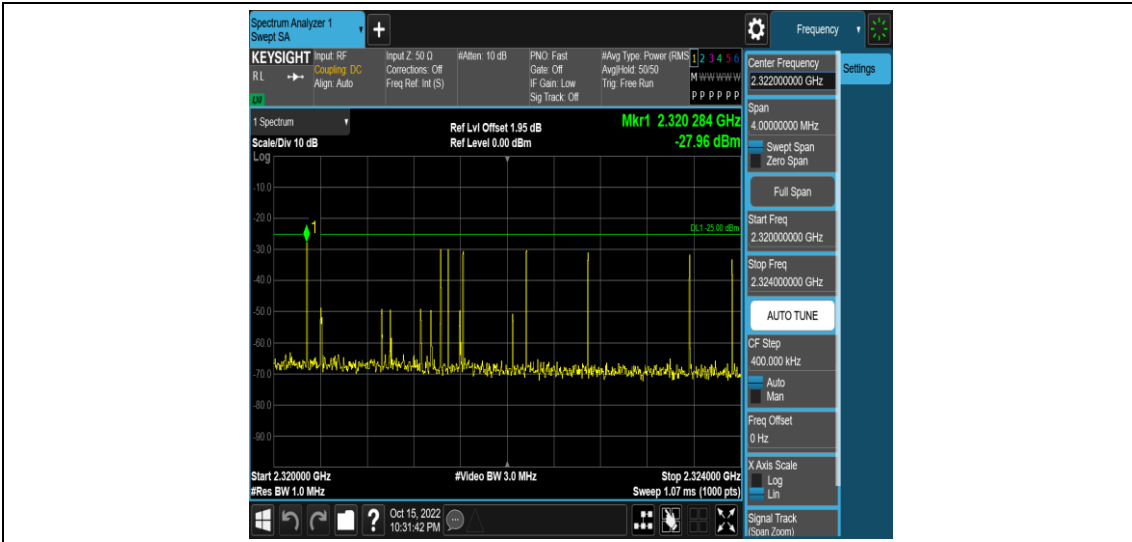 Spectrum Analyzer 1
Swept SA
+
Frequency
KEYSIGHT
RL
LXI
Input: RF
Coupling: DC
Align: Auto
Input Z: 50 Ω
Corrections: Off
Freq Ref: Int (S)
#Atten: 10 dB
PNO: Fast
Gate: Off
IF Gain: Low
Sig Track: Off
#Avg Type: Power (RMS
Avg|Hold: 50/50
Trig: Free Run
1 2 3 4 5 6
M W W W W W
P P P P P P
Center Frequency
2.322000000 GHz
Settings
Span
4.00000000 MHz
Swept Span
Zero Span
Full Span
Start Freq
2.320000000 GHz
Stop Freq
2.324000000 GHz
AUTO TUNE
CF Step
400.000 kHz
Auto
Man
Freq Offset
0 Hz
X Axis Scale
Log
Lin
Signal Track
(Span Zoom)
1 Spectrum
Scale/Div 10 dB
Ref Lvl Offset 1.95 dB
Ref Level 0.00 dBm
Mkr1 2.320 284 GHz
-27.96 dBm
Log
-10.0
-20.0
1
DL1 -25.00 dBm
-30.0
-40.0
-50.0
-60.0
-70.0
-80.0
-90.0
Start 2.320000 GHz
#Res BW 1.0 MHz
#Video BW 3.0 MHz
Stop 2.324000 GHz
Sweep 1.07 ms (1000 pts)
?
Oct 15, 2022
10:31:42 PM